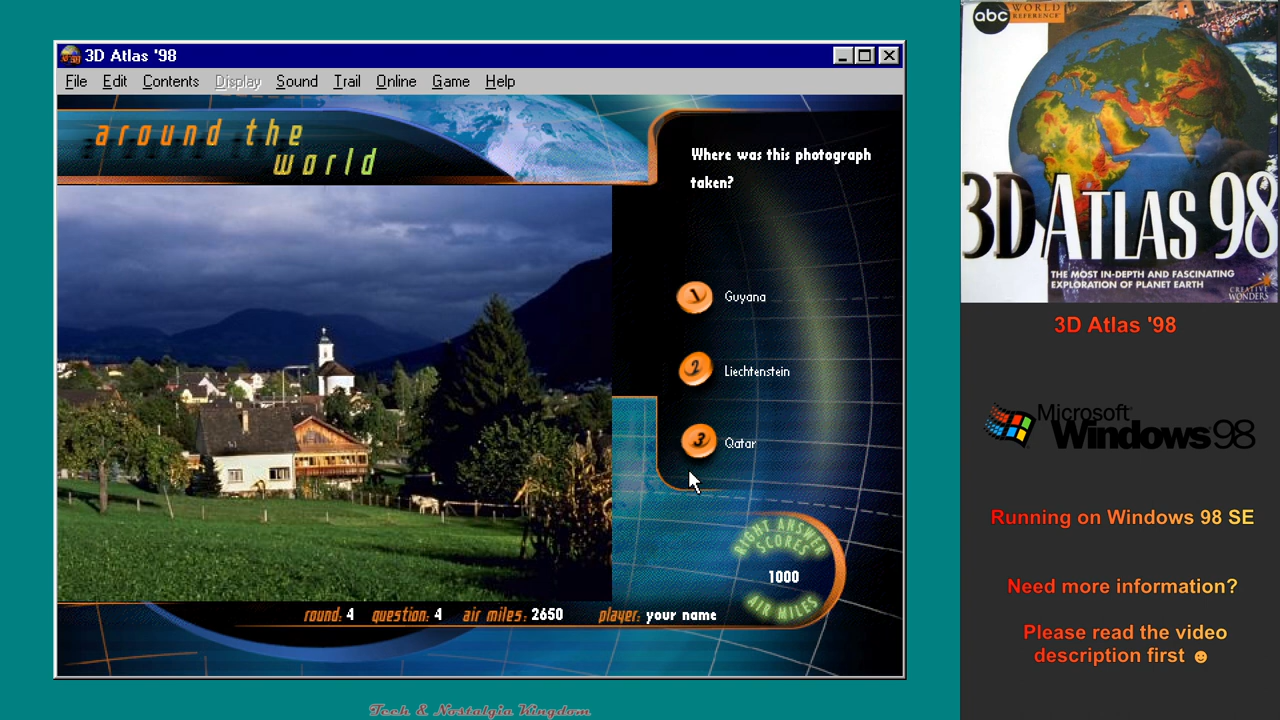 3D Atlas '98
File Edit Contents Display Sound Trail Online Game Help
around the
world
Where was this photograph
taken?
1 Guyana
2 Liechtenstein
3 Qatar
RIGHT ANSWER
SCORES
1000
AIR MILES
round: 4 question: 4 air miles: 2650 player: your name
Tech & Nostalgia Kingdom
abc WORLD
REFERENCE
3D ATLAS 98
THE MOST IN-DEPTH AND FASCINATING
EXPLORATION OF PLANET EARTH
CREATIVE
WONDERS
3D Atlas '98
Microsoft
Windows 98
Running on Windows 98 SE
Need more information?
Please read the video
description first ☻